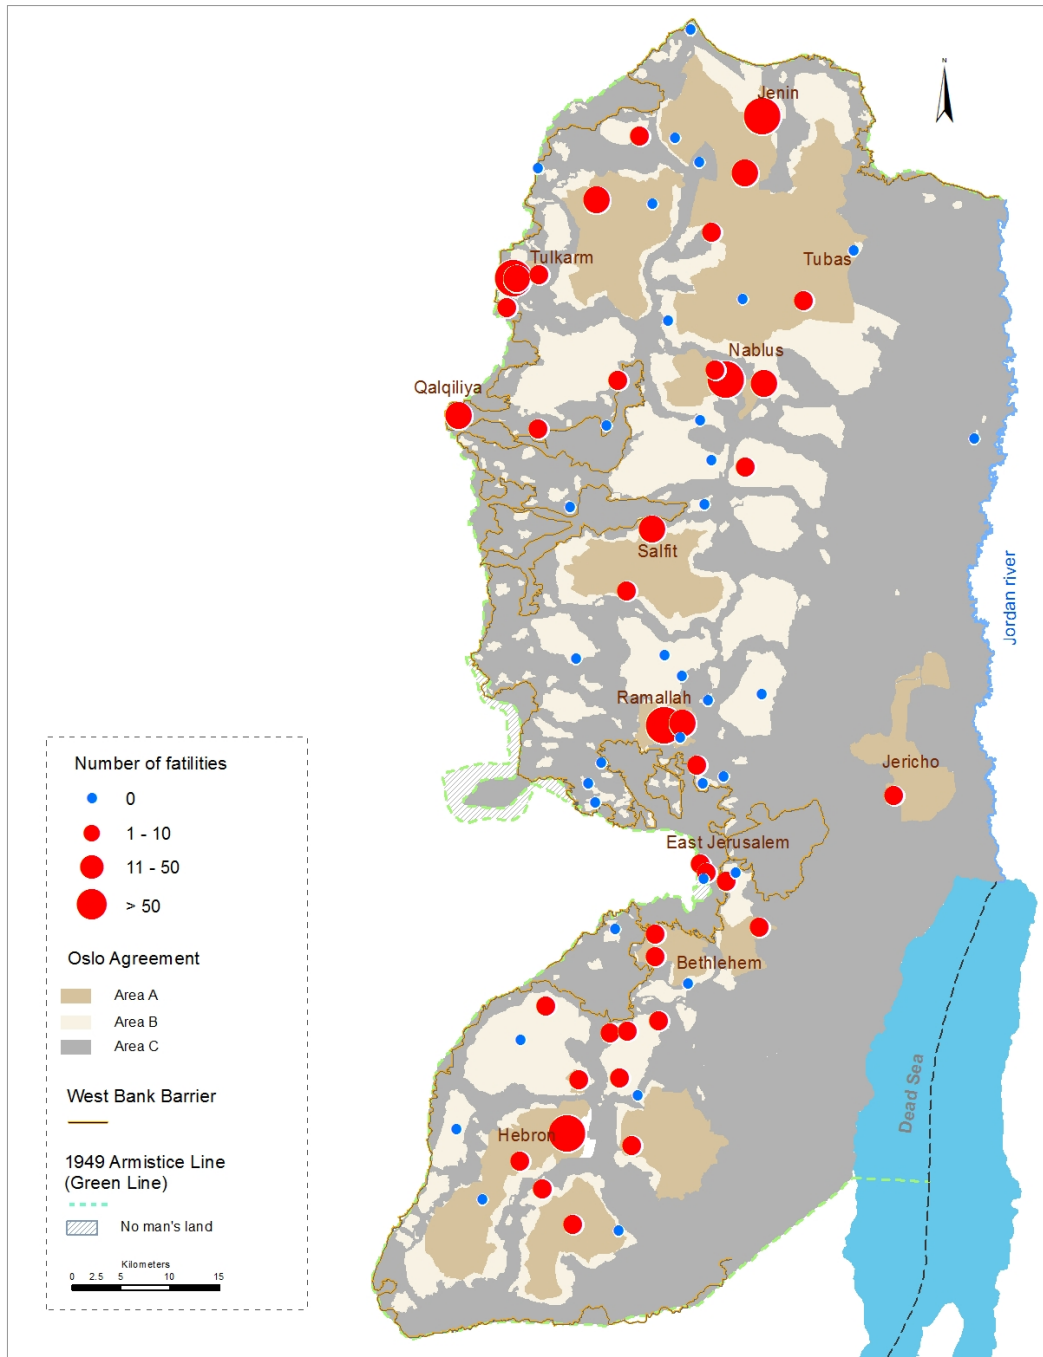 N
Jenin
Tulkarm
Tubas
Nablus
Qalqiliya
Salfit
Jordan river
Ramallah
Jericho
East Jerusalem
Bethlehem
Hebron
Dead Sea
Number of fatilities
0
1 - 10
11 - 50
> 50
Oslo Agreement
Area A
Area B
Area C
West Bank Barrier
1949 Armistice Line
(Green Line)
No man's land
Kilometers
0 2.5 5 10 15